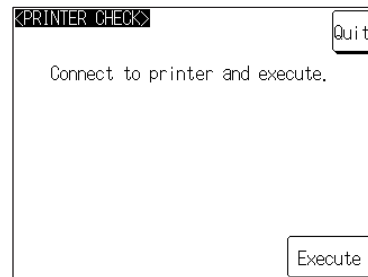 <PRINTER CHECK>
Quit
Connect to printer and execute.
Execute